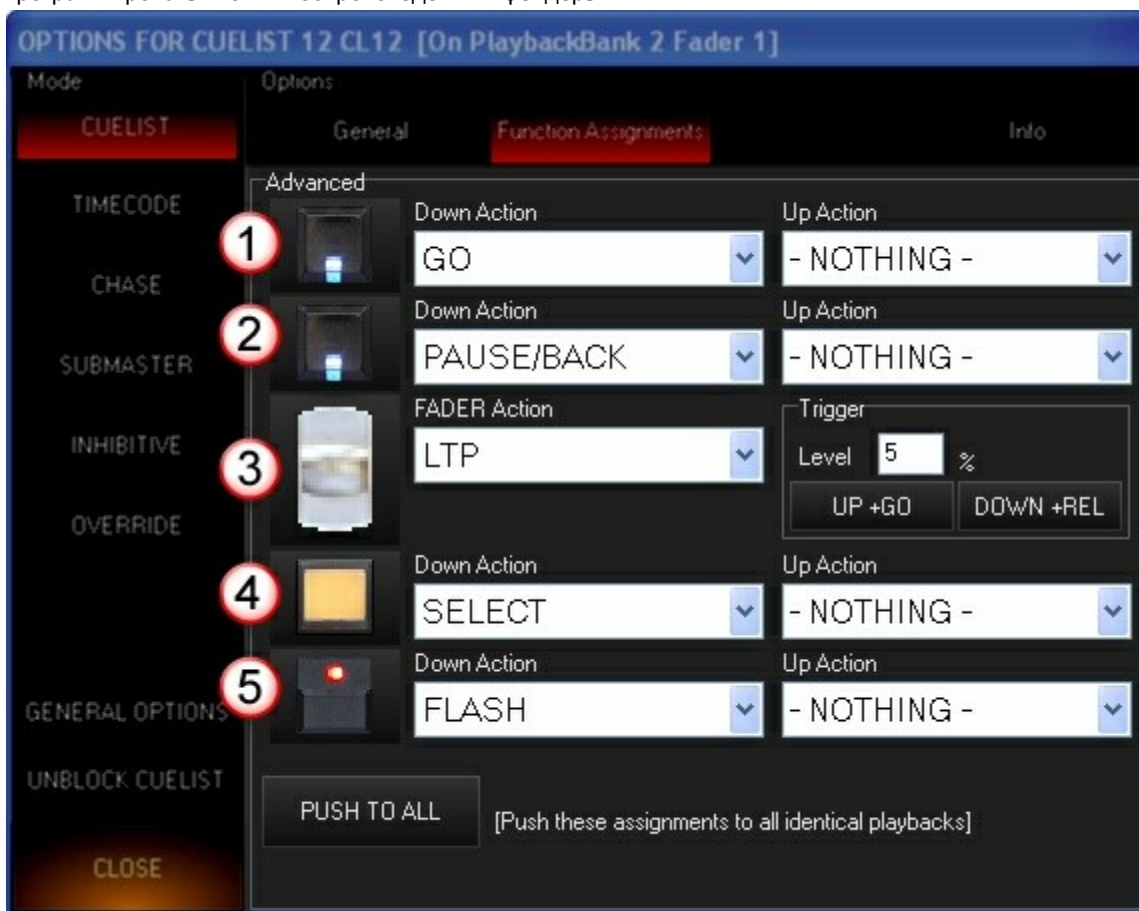 OPTIONS FOR CUELIST 12 CL12 [On PlaybackBank 2 Fader 1]
Mode
Options
CUELIST
General
Function Assignments
Info
TIMECODE
CHASE
SUBMASTER
INHIBITIVE
OVERRIDE
GENERAL OPTIONS
UNBLOCK CUELIST
CLOSE
Advanced
1
Down Action
Up Action
GO
- NOTHING -
2
Down Action
Up Action
PAUSE/BACK
- NOTHING -
3
FADER Action
LTP
Trigger
Level 5 %
UP +GO
DOWN +REL
4
Down Action
Up Action
SELECT
- NOTHING -
5
Down Action
Up Action
FLASH
- NOTHING -
PUSH TO ALL
[Push these assignments to all identical playbacks]